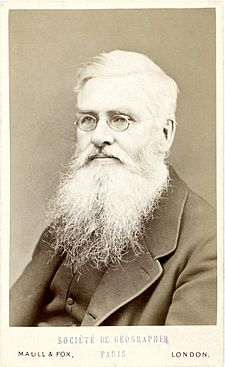 SOCIÉTÉ DE GÉOGRAPHIE
MAULL & FOX, PARIS LONDON.